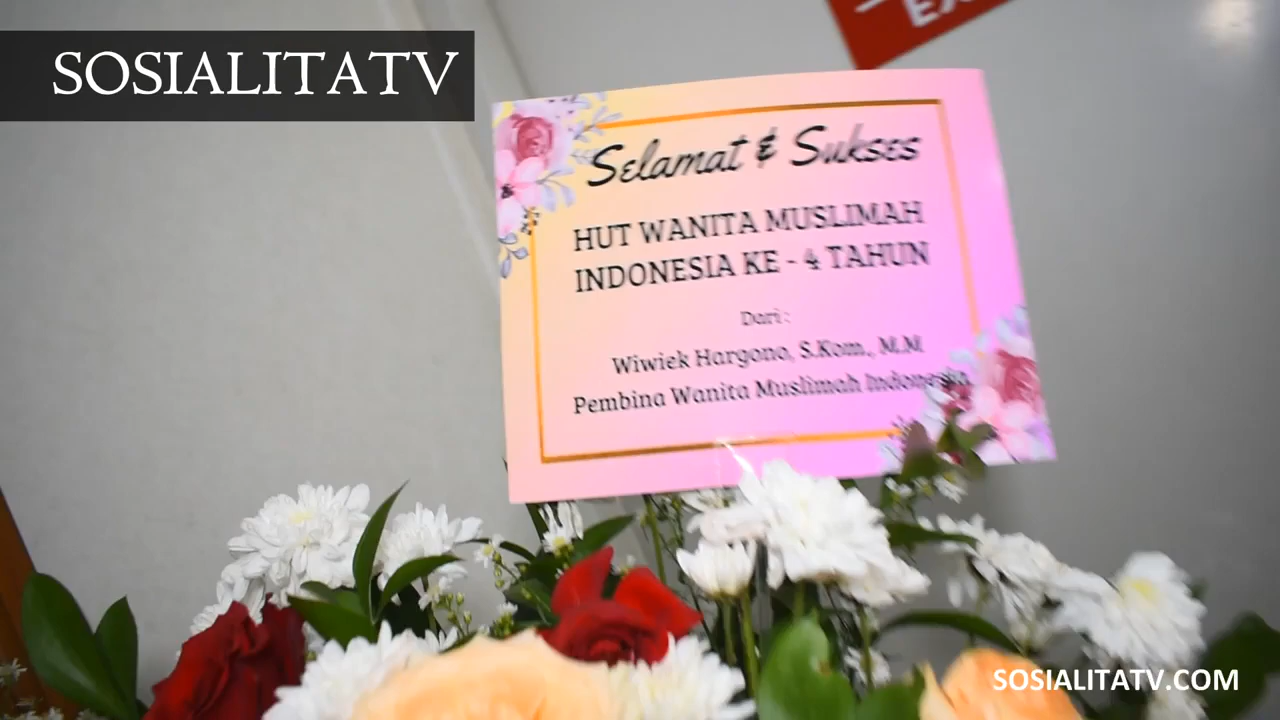 SOSIALITATV
Selamat & Sukses
HUT WANITA MUSLIMAH
INDONESIA KE - 4 TAHUN
Dari :
Wiwiek Hargono, S.Kom., M.M
Pembina Wanita Muslimah Indonesia
SOSIALITATV.COM